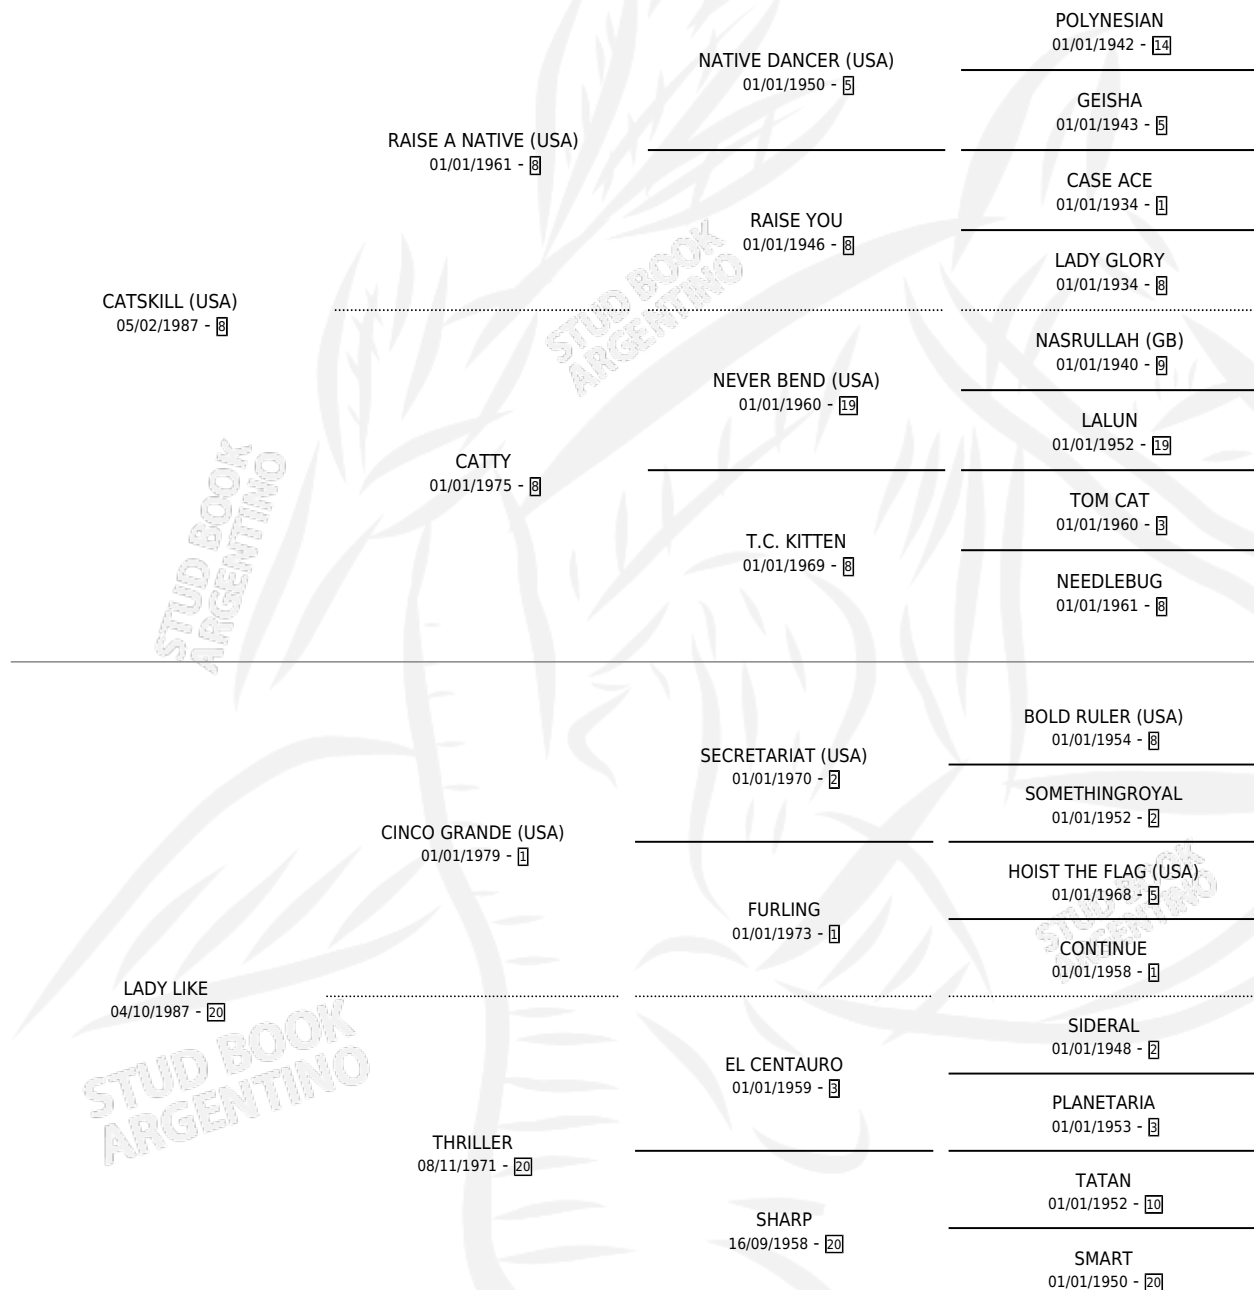 POLYNESIAN
01/01/1942 - 14
NATIVE DANCER (USA)
01/01/1950 - 5
GEISHA
01/01/1943 - 5
RAISE A NATIVE (USA)
01/01/1961 - 8
CASE ACE
01/01/1934 - 1
RAISE YOU
01/01/1946 - 8
LADY GLORY
01/01/1934 - 8
CATSKILL (USA)
05/02/1987 - 8
NASRULLAH (GB)
01/01/1940 - 9
NEVER BEND (USA)
01/01/1960 - 19
LALUN
01/01/1952 - 19
CATTY
01/01/1975 - 8
TOM CAT
01/01/1960 - 3
T.C. KITTEN
01/01/1969 - 8
NEEDLEBUG
01/01/1961 - 8
BOLD RULER (USA)
01/01/1954 - 8
SECRETARIAT (USA)
01/01/1970 - 2
SOMETHINGROYAL
01/01/1952 - 2
CINCO GRANDE (USA)
01/01/1979 - 1
HOIST THE FLAG (USA)
01/01/1968 - 5
FURLING
01/01/1973 - 1
CONTINUE
01/01/1958 - 1
LADY LIKE
04/10/1987 - 20
SIDERAL
01/01/1948 - 2
EL CENTAURO
01/01/1959 - 3
PLANETARIA
01/01/1953 - 3
THRILLER
08/11/1971 - 20
TATAN
01/01/1952 - 10
SHARP
16/09/1958 - 20
SMART
01/01/1950 - 20
STUD BOOK
ARGENTINO
STUD BOOK
ARGENTINO
STUD BOOK
ARGENTINO
STUD BOOK
ARGENTINO